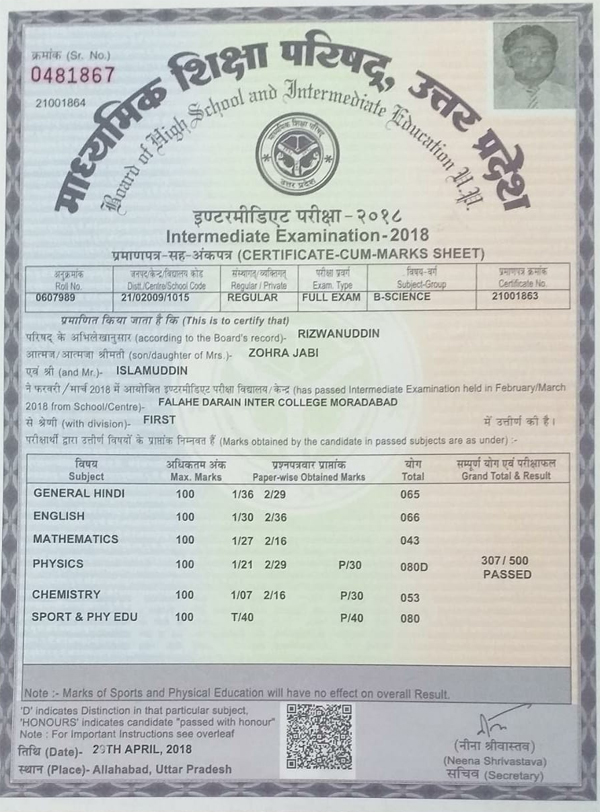 क्रमांक (Sr. No.)
0481867
21001864
माध्यमिक शिक्षा परिषद, उत्तर प्रदेश
Board of High School and Intermediate Education U.P.
माध्यमिक शिक्षा परिषद
उत्तर प्रदेश
इण्टरमीडिएट परीक्षा-२०१८
Intermediate Examination-2018
प्रमाणपत्र-सह-अंकपत्र (CERTIFICATE-CUM-MARKS SHEET)
अनुक्रमांक जनपद/केन्द्र/विद्यालय कोड संस्थागत/व्यक्तिगत परीक्षा प्रवर्ग विषय-वर्ग प्रमाणपत्र क्रमांक
Roll No. Distt./Centre/School Code Regular / Private Exam. Type Subject-Group Certificate No.
0607989 21/02009/1015 REGULAR FULL EXAM B-SCIENCE 21001863
प्रमाणित किया जाता है कि (This is to certify that)
परिषद् के अभिलेखानुसार (according to the Board's record)- RIZWANUDDIN
आत्मज/आत्मजा श्रीमती (son/daughter of Mrs.)- ZOHRA JABI
एवं श्री (and Mr.)- ISLAMUDDIN
ने फरवरी/मार्च 2018 में आयोजित इण्टरमीडिएट परीक्षा विद्यालय/केन्द्र (has passed Intermediate Examination held in February/March
2018 from School/Centre)- FALAHE DARAIN INTER COLLEGE MORADABAD
से श्रेणी (with division)- FIRST में उत्तीर्ण की है।
परीक्षार्थी द्वारा उत्तीर्ण विषयों के प्राप्तांक निम्नवत हैं (Marks obtained by the candidate in passed subjects are as under) :-
विषय अधिकतम अंक प्रश्नपत्रवार प्राप्तांक योग सम्पूर्ण योग एवं परीक्षाफल
Subject Max. Marks Paper-wise Obtained Marks Total Grand Total & Result
GENERAL HINDI 100 1/36 2/29 065
ENGLISH 100 1/30 2/36 066
MATHEMATICS 100 1/27 2/16 043
PHYSICS 100 1/21 2/29 P/30 080D 307/500
PASSED
CHEMISTRY 100 1/07 2/16 P/30 053
SPORT & PHY EDU 100 T/40 P/40 080
Note :- Marks of Sports and Physical Education will have no effect on overall Result.
'D' indicates Distinction in that particular subject,
'HONOURS' indicates candidate "passed with honour"
Note : For Important Instructions see overleaf
तिथि (Date)- 29TH APRIL, 2018
स्थान (Place)- Allahabad, Uttar Pradesh
(नीना श्रीवास्तव)
(Neena Shrivastava)
सचिव (Secretary)